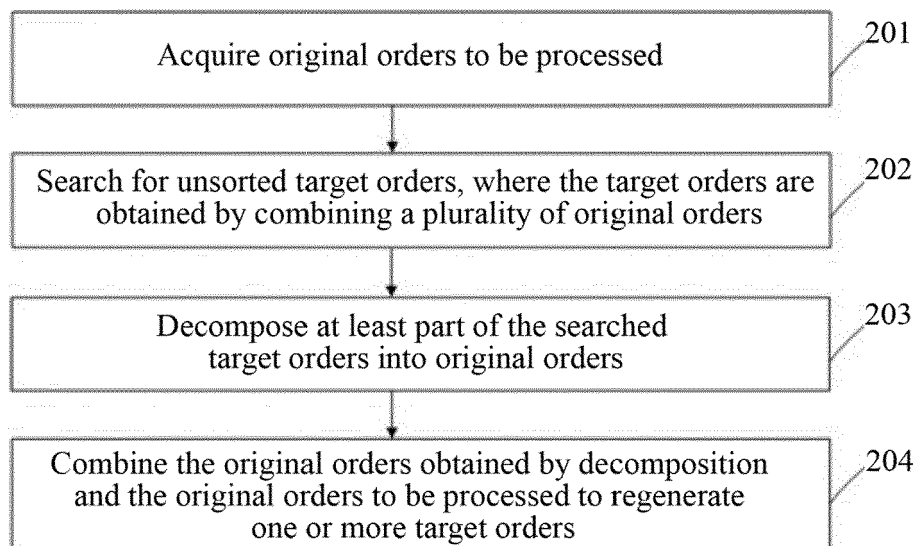 Acquire original orders to be processed
201
Search for unsorted target orders, where the target orders are
obtained by combining a plurality of original orders
202
Decompose at least part of the searched
target orders into original orders
203
Combine the original orders obtained by decomposition
and the original orders to be processed to regenerate
one or more target orders
204